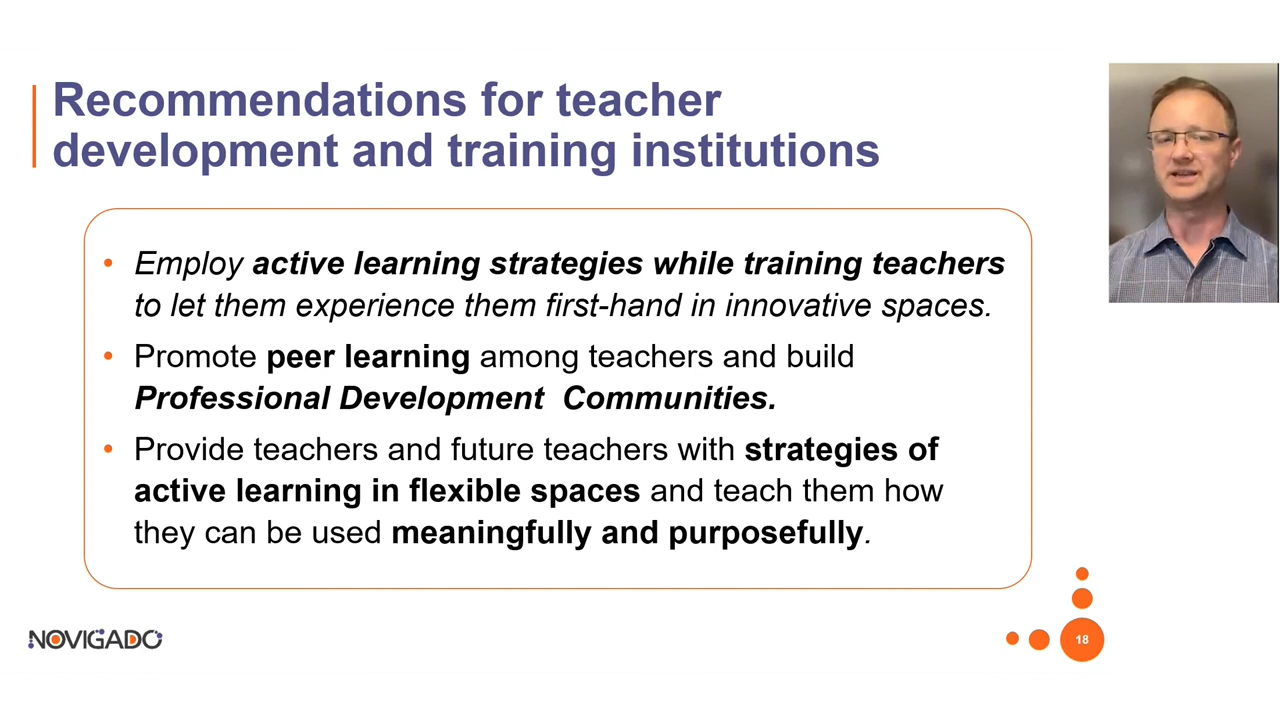 Recommendations for teacher
development and training institutions
• Employ active learning strategies while training teachers
to let them experience them first-hand in innovative spaces.
• Promote peer learning among teachers and build
Professional Development  Communities.
• Provide teachers and future teachers with strategies of
active learning in flexible spaces and teach them how
they can be used meaningfully and purposefully.
NOVIGADO
18